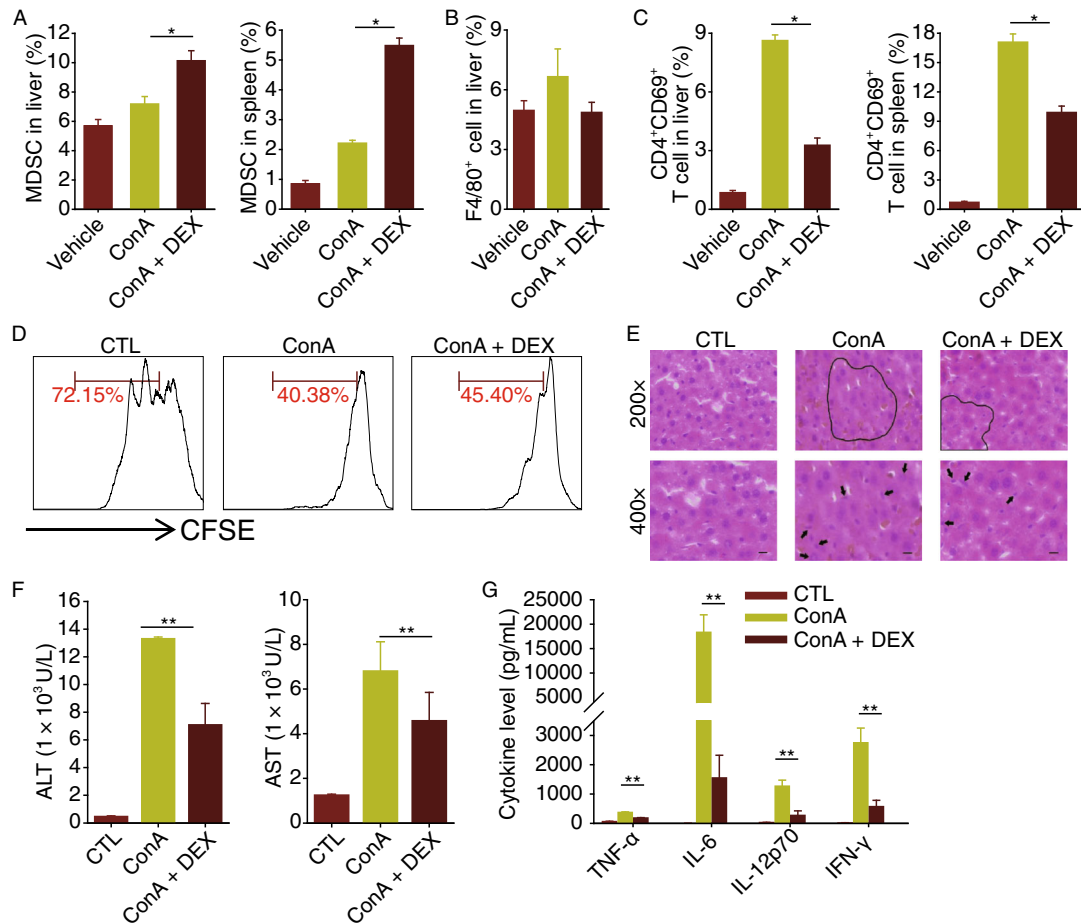 A
MDSC in liver (%)
12
10
8
6
4
2
0
*
Vehicle
ConA
ConA + DEX
MDSC in spleen (%)
6
5
4
3
2
1
0
*
Vehicle
ConA
ConA + DEX
B
F4/80⁺ cell in liver (%)
9
6
3
0
Vehicle
ConA
ConA + DEX
C
CD4⁺CD69⁺
T cell in liver (%)
9
6
3
0
*
Vehicle
ConA
ConA + DEX
CD4⁺CD69⁺
T cell in spleen (%)
18
15
12
9
6
3
0
*
Vehicle
ConA
ConA + DEX
D
CTL
ConA
ConA + DEX
72.15%
40.38%
45.40%
CFSE
E
CTL
ConA
ConA + DEX
200×
400×
F
ALT (1 × 10³ U/L)
16
14
12
10
8
6
4
2
0
**
CTL
ConA
ConA + DEX
AST (1 × 10³ U/L)
10
8
6
4
2
0
**
CTL
ConA
ConA + DEX
G
CTL
ConA
ConA + DEX
Cytokine level (pg/mL)
25000
20000
15000
10000
5000
3000
2000
1000
0
**
**
**
**
TNF-α
IL-6
IL-12p70
IFN-γ